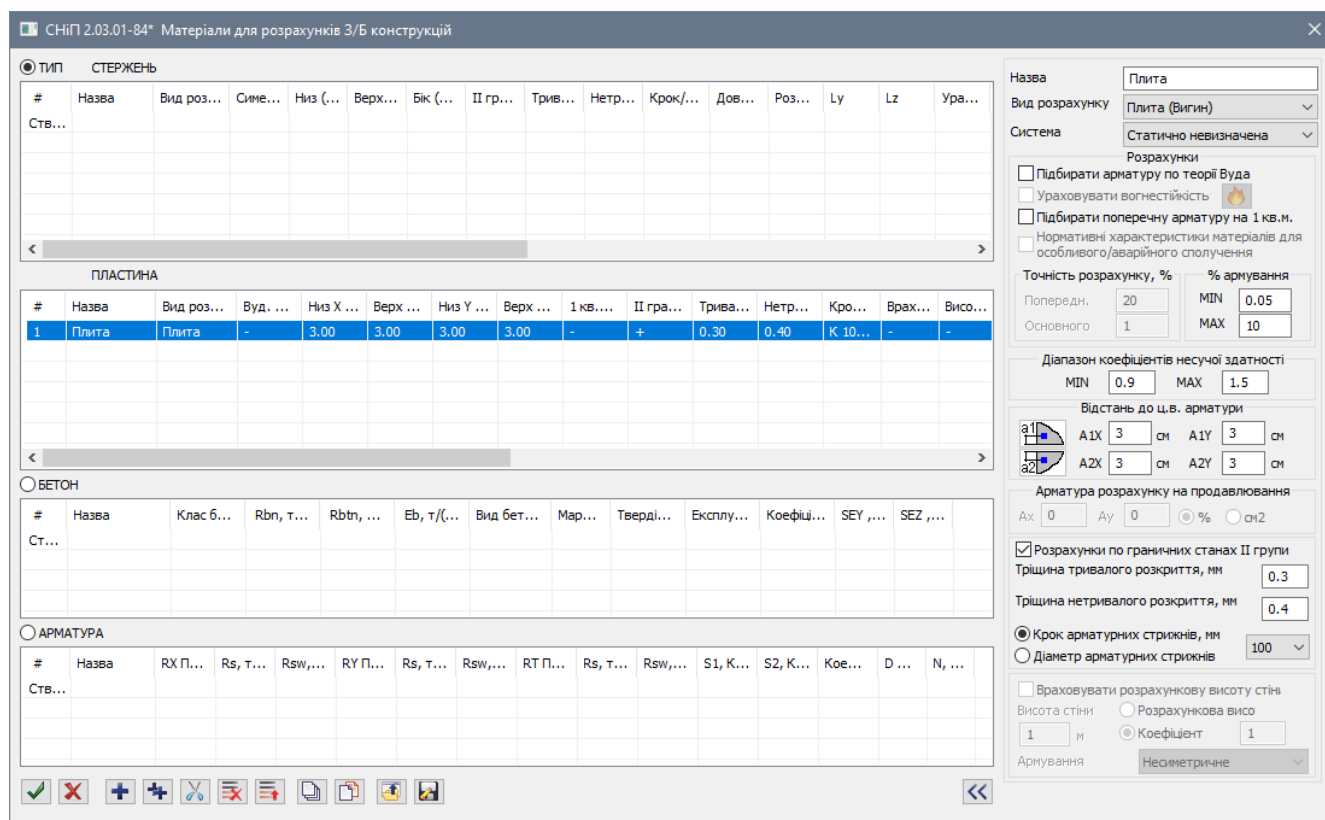 СНіП 2.03.01-84* Матеріали для розрахунків З/Б конструкцій
ТИП СТЕРЖЕНЬ
# Назва Вид роз... Симе... Низ (... Верх... Бік (... II гр... Трив... Нетр... Крок/... Дов... Роз... Ly Lz Ура...
Ств...
ПЛАСТИНА
# Назва Вид роз... Вуд. ... Низ X ... Верх ... Низ Y ... Верх ... 1 кв.... II гра... Трива... Нетр... Кро... Врах... Висо...
1 Плита Плита - 3.00 3.00 3.00 3.00 - + 0.30 0.40 К 10... - -
БЕТОН
# Назва Клас б... Rbn, т... Rbtn, ... Eb, т/(... Вид бет... Мар... Тверді... Експлу... Коефіці... SEY ,... SEZ ,...
Ст...
АРМАТУРА
# Назва RX П... Rs, т... Rsw,... RY П... Rs, т... Rsw,... RT П... Rs, т... Rsw,... S1, К... S2, К... Кое... D ... N, ...
Ств...
Назва Плита
Вид розрахунку Плита (Вигин)
Система Статично невизначена
Розрахунки
Підбирати арматуру по теорії Вуда
Ураховувати вогнестійкість
Підбирати поперечну арматуру на 1 кв.м.
Нормативні характеристики матеріалів для
особливого/аварійного сполучення
Точність розрахунку, % % армування
Попередн. 20 MIN 0.05
Основного 1 MAX 10
Діапазон коефіцієнтів несучої здатності
MIN 0.9 MAX 1.5
Відстань до ц.в. арматури
a1 A1X 3 см A1Y 3 см
a2 A2X 3 см A2Y 3 см
Арматура розрахунку на продавлювання
Ax 0 Ay 0 % см2
Розрахунки по граничних станах II групи
Тріщина тривалого розкриття, мм 0.3
Тріщина нетривалого розкриття, мм 0.4
Крок арматурних стрижнів, мм 100
Діаметр арматурних стрижнів
Враховувати розрахункову висоту стін
Висота стіни Розрахункова висо
1 м Коефіцієнт 1
Армування Несиметричне